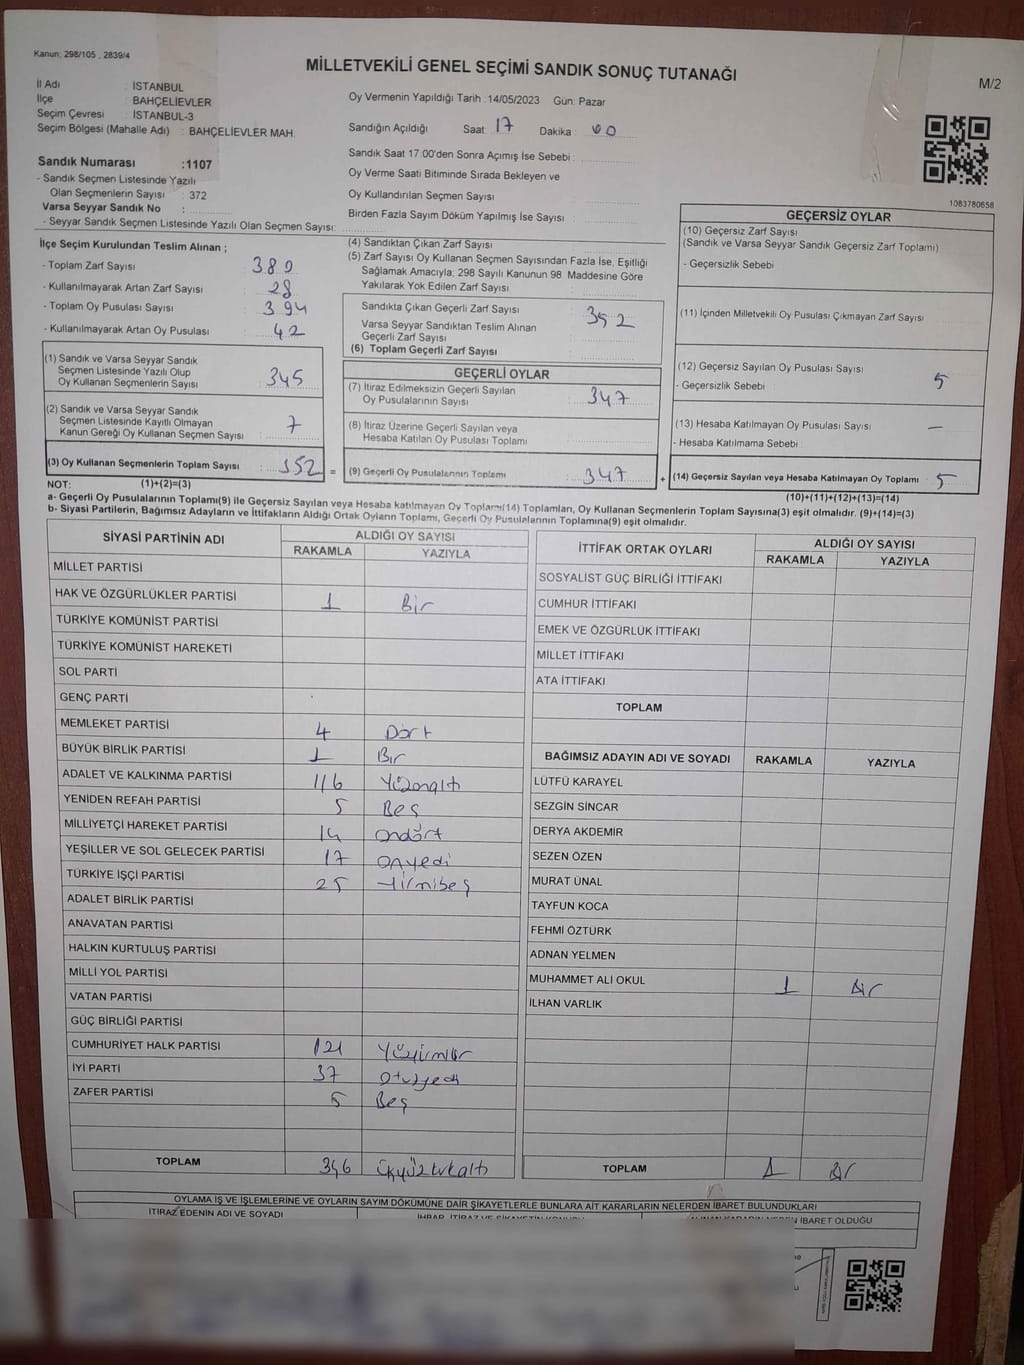 Kanun: 298/105 , 2839/4
MİLLETVEKİLİ GENEL SEÇİMİ SANDIK SONUÇ TUTANAĞI
M/2
İl Adı : İSTANBUL
İlçe : BAHÇELİEVLER
Seçim Çevresi : İSTANBUL-3
Seçim Bölgesi (Mahalle Adı) : BAHÇELİEVLER MAH.
Oy Vermenin Yapıldığı Tarih :14/05/2023 Gün: Pazar
Sandığın Açıldığı Saat: 17 Dakika : 00
Sandık Saat 17:00'den Sonra Açımış İse Sebebi :
Oy Verme Saati Bitiminde Sırada Bekleyen ve
Oy Kullandırılan Seçmen Sayısı
Birden Fazla Sayım Döküm Yapılmış İse Sayısı
1083780658
Sandık Numarası :1107
- Sandık Seçmen Listesinde Yazılı
Olan Seçmenlerin Sayısı : 372
Varsa Seyyar Sandık No :
- Seyyar Sandık Seçmen Listesinde Yazılı Olan Seçmen Sayısı:
İlçe Seçim Kurulundan Teslim Alınan ;
- Toplam Zarf Sayısı 380
- Kullanılmayarak Artan Zarf Sayısı : 28
- Toplam Oy Pusulası Sayısı : 394
- Kullanılmayarak Artan Oy Pusulası : 42
(1) Sandık ve Varsa Seyyar Sandık
Seçmen Listesinde Yazılı Olup
Oy Kullanan Seçmenlerin Sayısı : 345
(2) Sandık ve Varsa Seyyar Sandık
Seçmen Listesinde Kayıtlı Olmayan
Kanun Gereği Oy Kullanan Seçmen Sayısı : 7
(3) Oy Kullanan Seçmenlerin Toplam Sayısı : 352 =
(4) Sandıktan Çıkan Zarf Sayısı
(5) Zarf Sayısı Oy Kullanan Seçmen Sayısından Fazla İse, Eşitliği
Sağlamak Amacıyla; 298 Sayılı Kanunun 98. Maddesine Göre
Yakılarak Yok Edilen Zarf Sayısı :
Sandıkta Çıkan Geçerli Zarf Sayısı : 352
Varsa Seyyar Sandıktan Teslim Alınan
Geçerli Zarf Sayısı :
(6) Toplam Geçerli Zarf Sayısı
GEÇERLİ OYLAR
(7) İtiraz Edilmeksizin Geçerli Sayılan
Oy Pusulalarının Sayısı : 347
(8) İtiraz Üzerine Geçerli Sayılan veya
Hesaba Katılan Oy Pusulası Toplamı
(9) Geçerli Oy Pusulalarının Toplamı : 347 +
GEÇERSİZ OYLAR
(10) Geçersiz Zarf Sayısı
(Sandık ve Varsa Seyyar Sandık Geçersiz Zarf Toplamı)
- Geçersizlik Sebebi
(11) İçinden Milletvekili Oy Pusulası Çıkmayan Zarf Sayısı
(12) Geçersiz Sayılan Oy Pusulası Sayısı : 5
- Geçersizlik Sebebi
(13) Hesaba Katılmayan Oy Pusulası Sayısı : —
- Hesaba Katılmama Sebebi
(14) Geçersiz Sayılan veya Hesaba Katılmayan Oy Toplamı : 5
NOT: (1)+(2)=(3)
(10)+(11)+(12)+(13)=(14)
a- Geçerli Oy Pusulalarının Toplamı(9) ile Geçersiz Sayılan veya Hesaba katılmayan Oy Toplamı(14) Toplamları, Oy Kullanan Seçmenlerin Toplam Sayısına(3) eşit olmalıdır. (9)+(14)=(3)
b- Siyasi Partilerin, Bağımsız Adayların ve İttifakların Aldığı Ortak Oyların Toplamı, Geçerli Oy Pusulalarının Toplamına(9) eşit olmalıdır.
SİYASİ PARTİNİN ADI ALDIĞI OY SAYISI
RAKAMLA YAZIYLA
MİLLET PARTİSİ
HAK VE ÖZGÜRLÜKLER PARTİSİ 1 Bir
TÜRKİYE KOMÜNİST PARTİSİ
TÜRKİYE KOMÜNİST HAREKETİ
SOL PARTİ
GENÇ PARTİ
MEMLEKET PARTİSİ 4 Dört
BÜYÜK BİRLİK PARTİSİ 1 Bir
ADALET VE KALKINMA PARTİSİ 116 Yüzonaltı
YENİDEN REFAH PARTİSİ 5 Beş
MİLLİYETÇİ HAREKET PARTİSİ 14 ondört
YEŞİLLER VE SOL GELECEK PARTİSİ 17 onyedi
TÜRKİYE İŞÇİ PARTİSİ 25 Yirmibeş
ADALET BİRLİK PARTİSİ
ANAVATAN PARTİSİ
HALKIN KURTULUŞ PARTİSİ
MİLLİ YOL PARTİSİ
VATAN PARTİSİ
GÜÇ BİRLİĞİ PARTİSİ
CUMHURİYET HALK PARTİSİ 121 Yüzyirmibir
İYİ PARTİ 37 otuzyedi
ZAFER PARTİSİ 5 Beş
TOPLAM 346 üçyüzkırkaltı
İTTİFAK ORTAK OYLARI ALDIĞI OY SAYISI
RAKAMLA YAZIYLA
SOSYALİST GÜÇ BİRLİĞİ İTTİFAKI
CUMHUR İTTİFAKI
EMEK VE ÖZGÜRLÜK İTTİFAKI
MİLLET İTTİFAKI
ATA İTTİFAKI
TOPLAM
BAĞIMSIZ ADAYIN ADI VE SOYADI RAKAMLA YAZIYLA
LÜTFÜ KARAYEL
SEZGİN SİNCAR
DERYA AKDEMİR
SEZEN ÖZEN
MURAT ÜNAL
TAYFUN KOCA
FEHMİ ÖZTÜRK
ADNAN YELMEN
MUHAMMET ALİ OKUL 1 Bir
İLHAN VARLIK
TOPLAM 1 Bir
OYLAMA İŞ VE İŞLEMLERİNE VE OYLARIN SAYIM DÖKÜMÜNE DAİR ŞİKAYETLERLE BUNLARA AİT KARARLARIN NELERDEN İBARET BULUNDUKLARI
İTİRAZ EDENİN ADI VE SOYADI İHBAR, İTİRAZ VE ŞİKAYETİN KONUSU ALINAN KARARIN NEDEN İBARET OLDUĞU